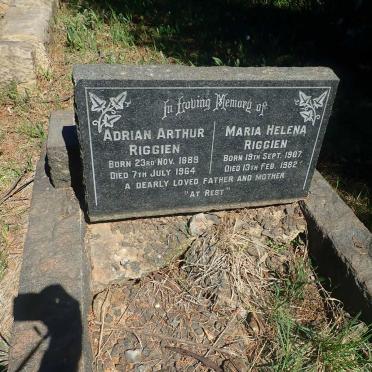 In Loving Memory of
ADRIAN ARTHUR
RIGGIEN
BORN 23RD NOV. 1889
DIED 7TH JULY 1964
MARIA HELENA
RIGGIEN
BORN 19TH SEPT. 1907
DIED 13TH FEB. 1982
A DEARLY LOVED FATHER AND MOTHER
"AT REST